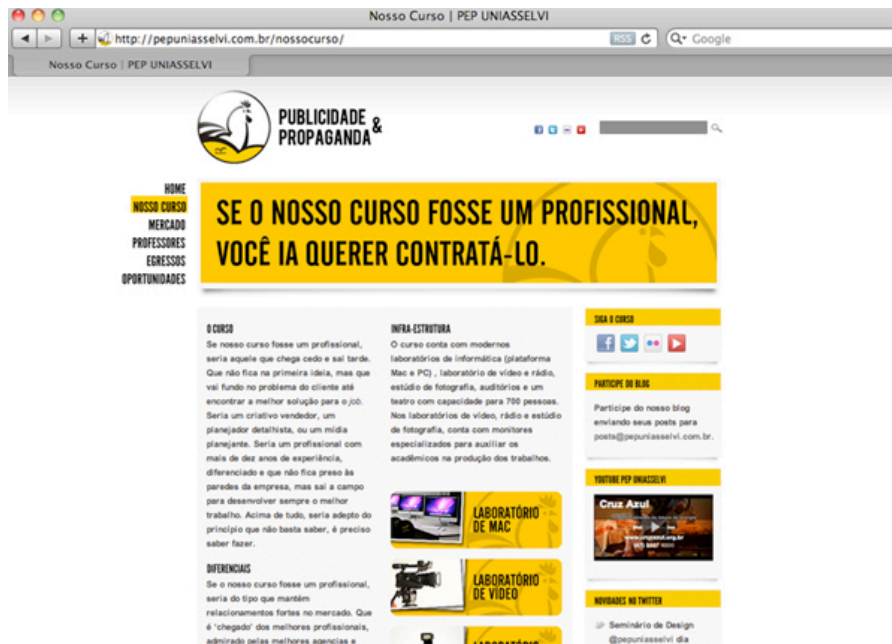 Nosso Curso | PEP UNIASSELVI
http://pepuniasselvi.com.br/nossocurso/
RSS
Google
Nosso Curso | PEP UNIASSELVI
PUBLICIDADE &
PROPAGANDA
HOME
NOSSO CURSO
MERCADO
PROFESSORES
EGRESSOS
OPORTUNIDADES
SE O NOSSO CURSO FOSSE UM PROFISSIONAL,
VOCÊ IA QUERER CONTRATÁ-LO.
O CURSO
Se nosso curso fosse um profissional,
seria aquele que chega cedo e sai tarde.
Que não fica na primeira ideia, mas que
vai fundo no problema do cliente até
encontrar a melhor solução para o job.
Seria um criativo vendedor, um
planejador detalhista, ou um mídia
planejante. Seria um profissional com
mais de dez anos de experiência,
diferenciado e que não fica preso às
paredes da empresa, mas sai a campo
para desenvolver sempre o melhor
trabalho. Acima de tudo, seria adepto do
princípio que não basta saber, é preciso
saber fazer.
DIFERENCIAIS
Se o nosso curso fosse um profissional,
seria do tipo que mantém
relacionamentos fortes no mercado. Que
é 'chegado' dos melhores profissionais,
admirado pelas melhores agencias e
INFRA-ESTRUTURA
O curso conta com modernos
laboratórios de informática (plataforma
Mac e PC) , laboratório de vídeo e rádio,
estúdio de fotografia, auditórios e um
teatro com capacidade para 700 pessoas.
Nos laboratórios de vídeo, rádio e estúdio
de fotografia, conta com monitores
especializados para auxiliar os
acadêmicos na produção dos trabalhos.
LABORATÓRIO
DE MAC
LABORATÓRIO
DE VÍDEO
LABORATÓRIO
SIGA O CURSO
PARTICIPE DO BLOG
Participe do nosso blog
enviando seus posts para
posts@pepuniasselvi.com.br.
YOUTUBE PEP UNIASSELVI
Cruz Azul
www.cruzazul.org.br
NOVIDADES NO TWITTER
Seminário de Design
@pepuniasselvi dia